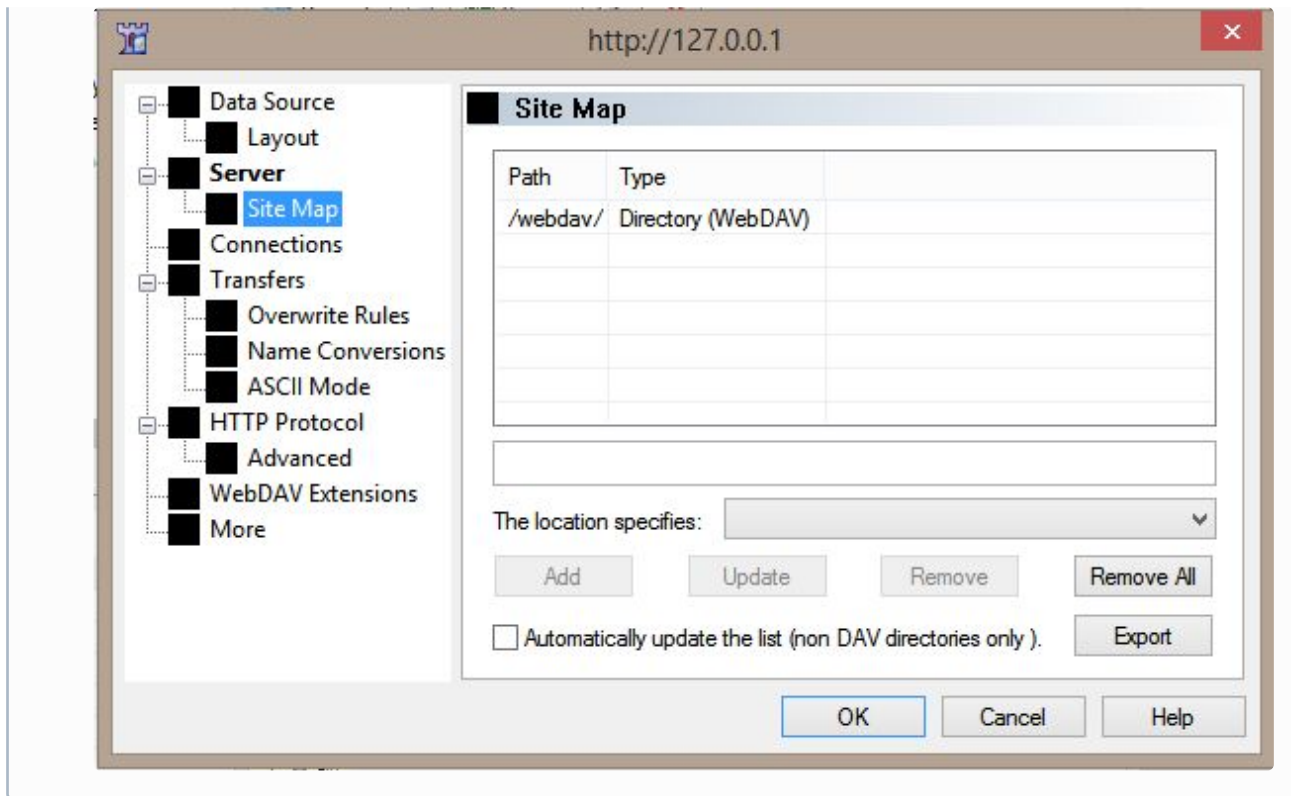 http://127.0.0.1
Data Source
Layout
Server
Site Map
Connections
Transfers
Overwrite Rules
Name Conversions
ASCII Mode
HTTP Protocol
Advanced
WebDAV Extensions
More
Site Map
Path Type
/webdav/ Directory (WebDAV)
The location specifies:
Add Update Remove Remove All
Automatically update the list (non DAV directories only ). Export
OK Cancel Help